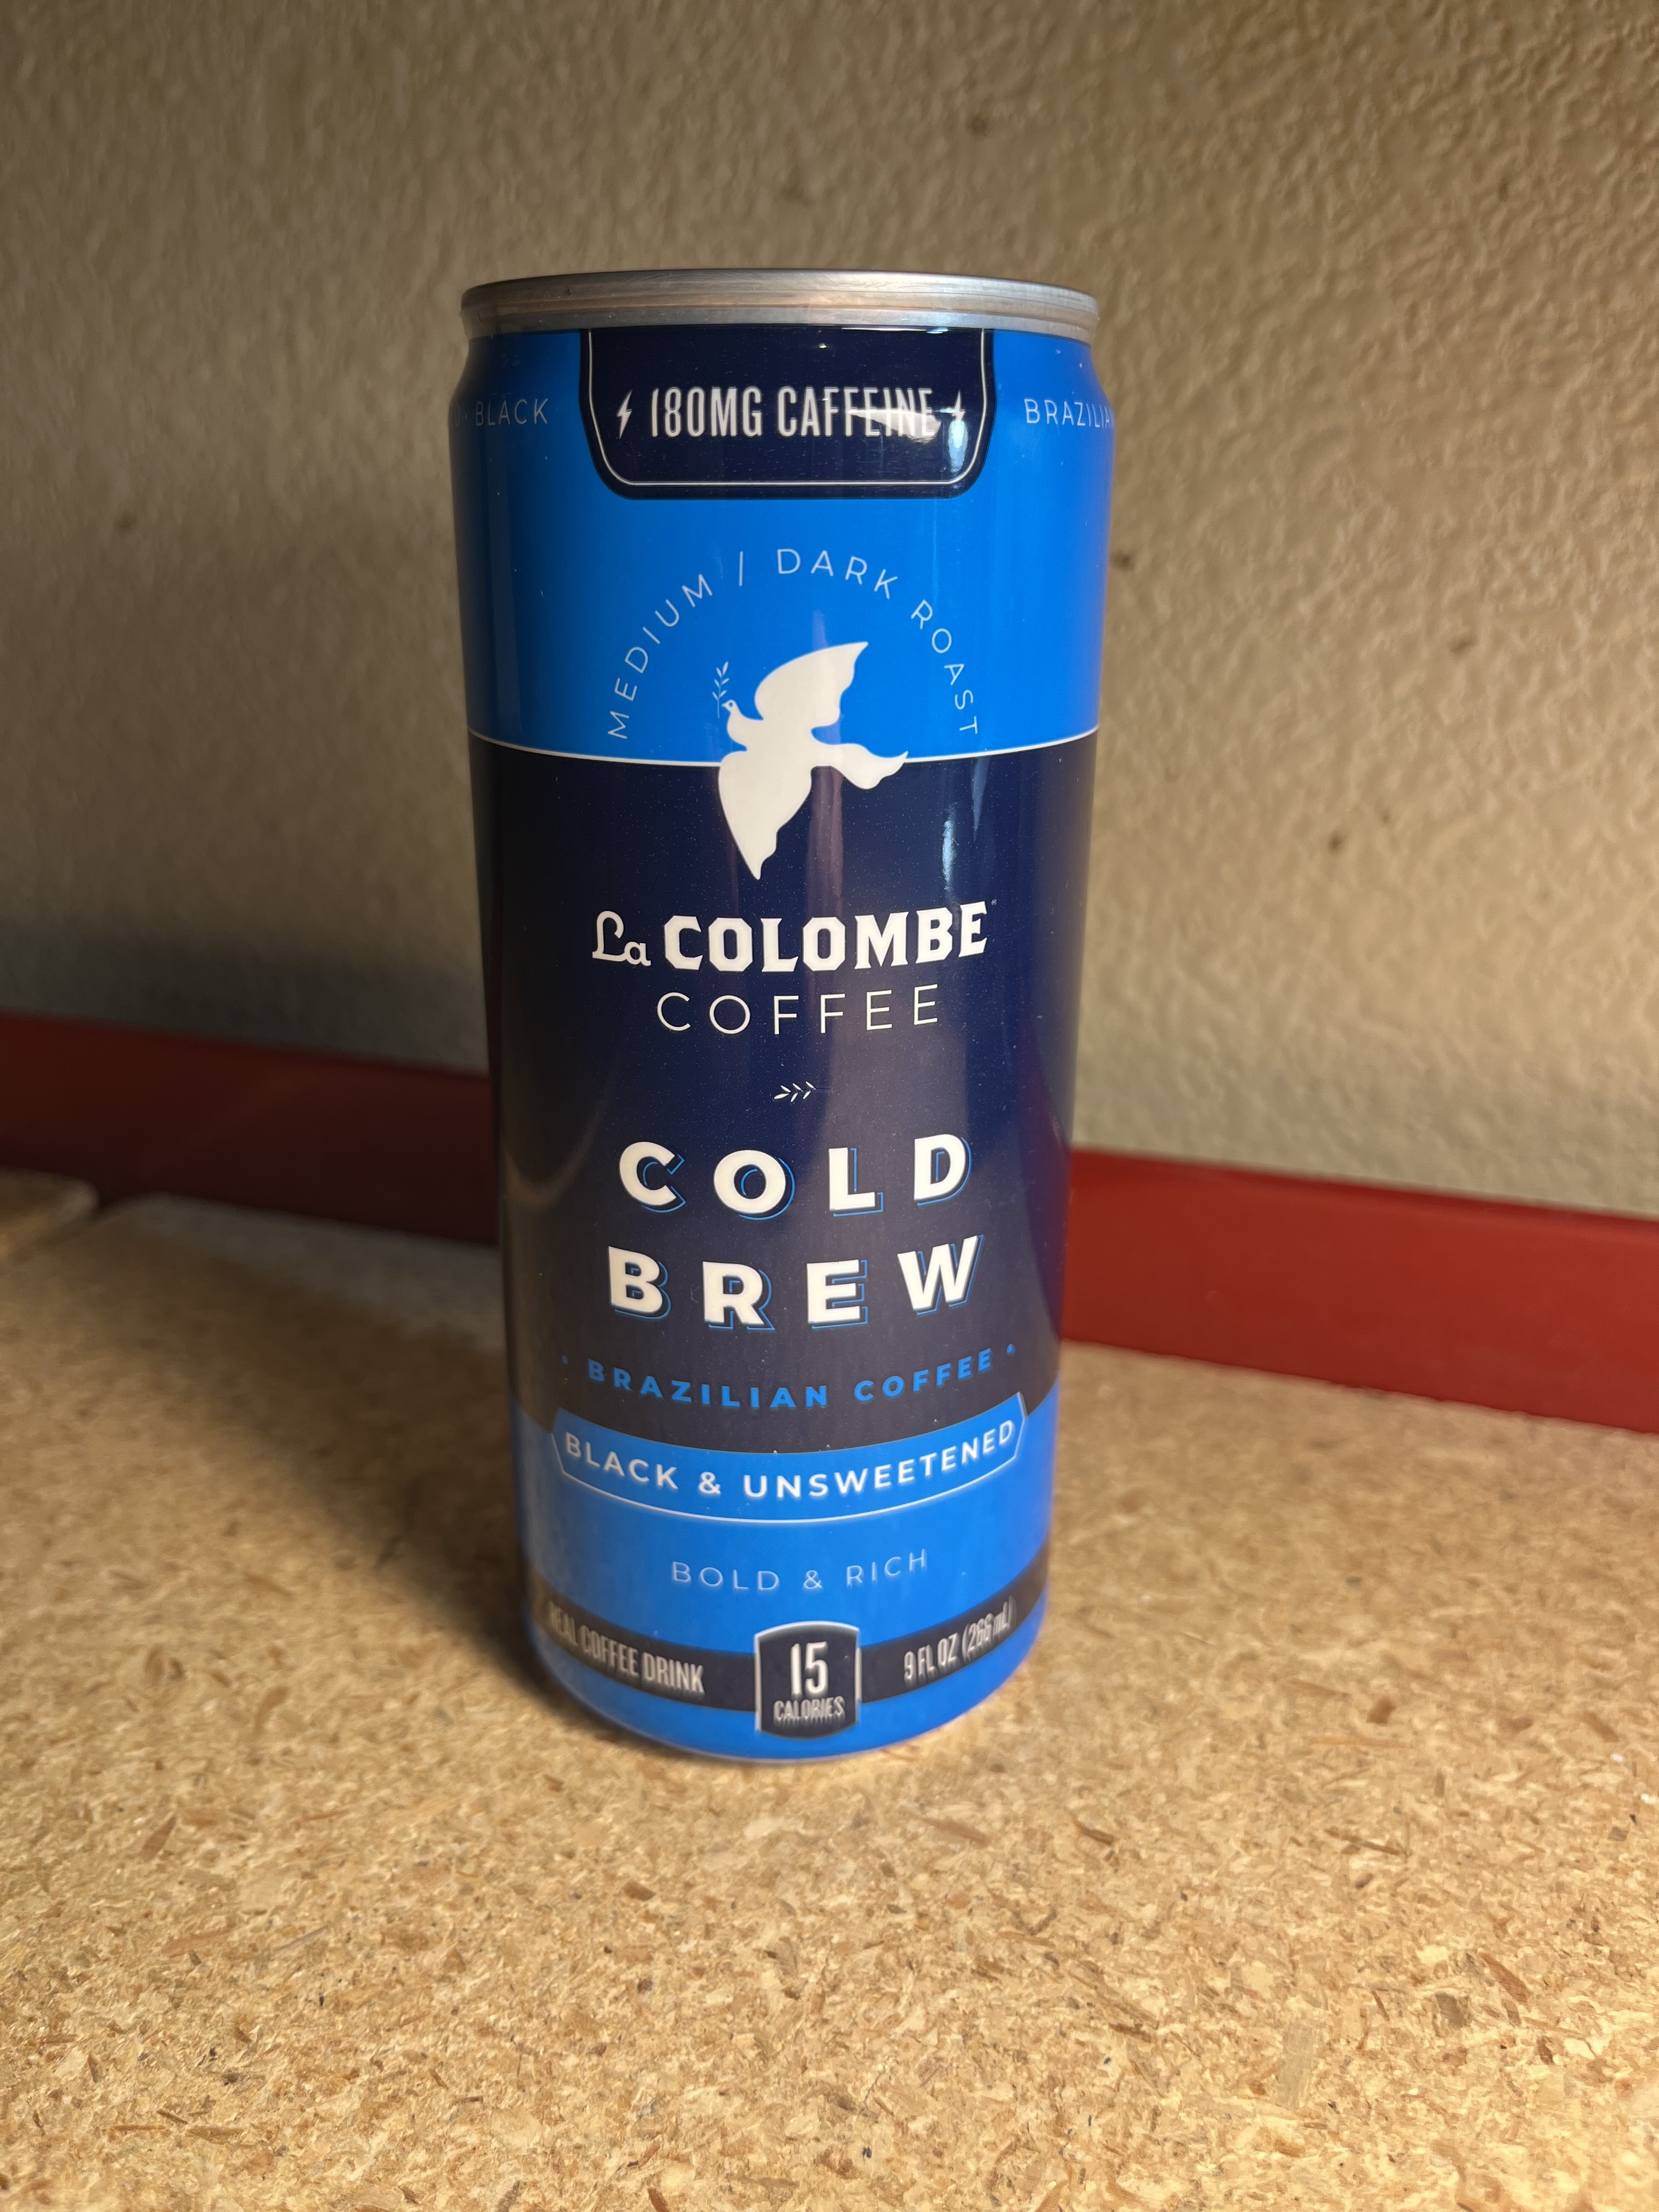 BLACK
180MG CAFFEINE
MEDIUM / DARK ROAST
La COLOMBE
COFFEE
COLD
BREW
• BRAZILIAN COFFEE •
BLACK & UNSWEETENED
BOLD & RICH
REAL COFFEE DRINK
15
CALORIES
9 FL OZ (266 mL)